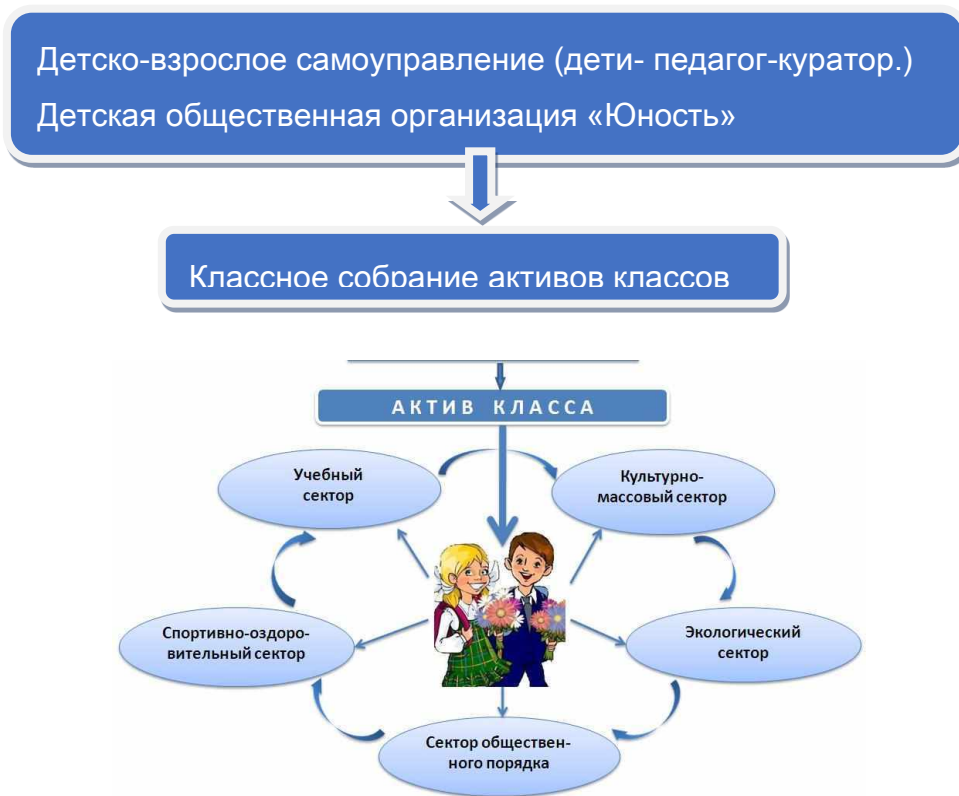 Детско-взрослое самоуправление (дети- педагог-куратор.)
Детская общественная организация «Юность»
Классное собрание активов классов
АКТИВ КЛАССА
Учебный
сектор
Культурно-
массовый сектор
Спортивно-оздоро-
вительный сектор
Экологический
сектор
Сектор обществен-
ного порядка